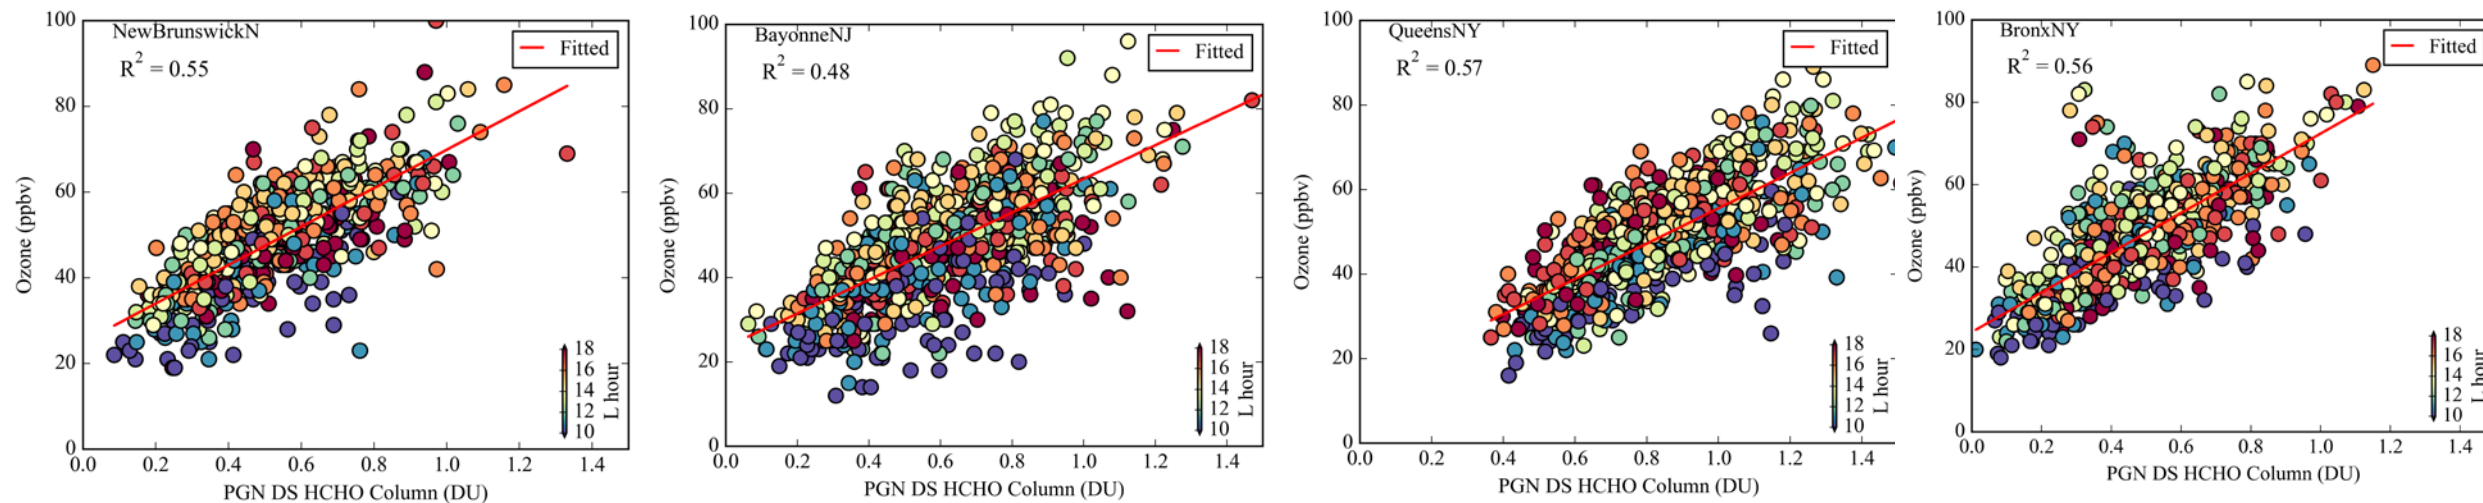 NewBrunswickN
R2 = 0.55
Fitted
Ozone (ppbv)
100
80
60
40
20
0
0.0 0.2 0.4 0.6 0.8 1.0 1.2 1.4
PGN DS HCHO Column (DU)
18
16
14
12
10
L hour
BayonneNJ
R2 = 0.48
Fitted
Ozone (ppbv)
100
80
60
40
20
0
0.0 0.2 0.4 0.6 0.8 1.0 1.2 1.4
PGN DS HCHO Column (DU)
18
16
14
12
10
L hour
QueensNY
R2 = 0.57
Fitted
Ozone (ppbv)
100
80
60
40
20
0
0.0 0.2 0.4 0.6 0.8 1.0 1.2 1.4
PGN DS HCHO Column (DU)
18
16
14
12
10
L hour
BronxNY
R2 = 0.56
Fitted
Ozone (ppbv)
100
80
60
40
20
0
0.0 0.2 0.4 0.6 0.8 1.0 1.2 1.4
PGN DS HCHO Column (DU)
18
16
14
12
10
L hour